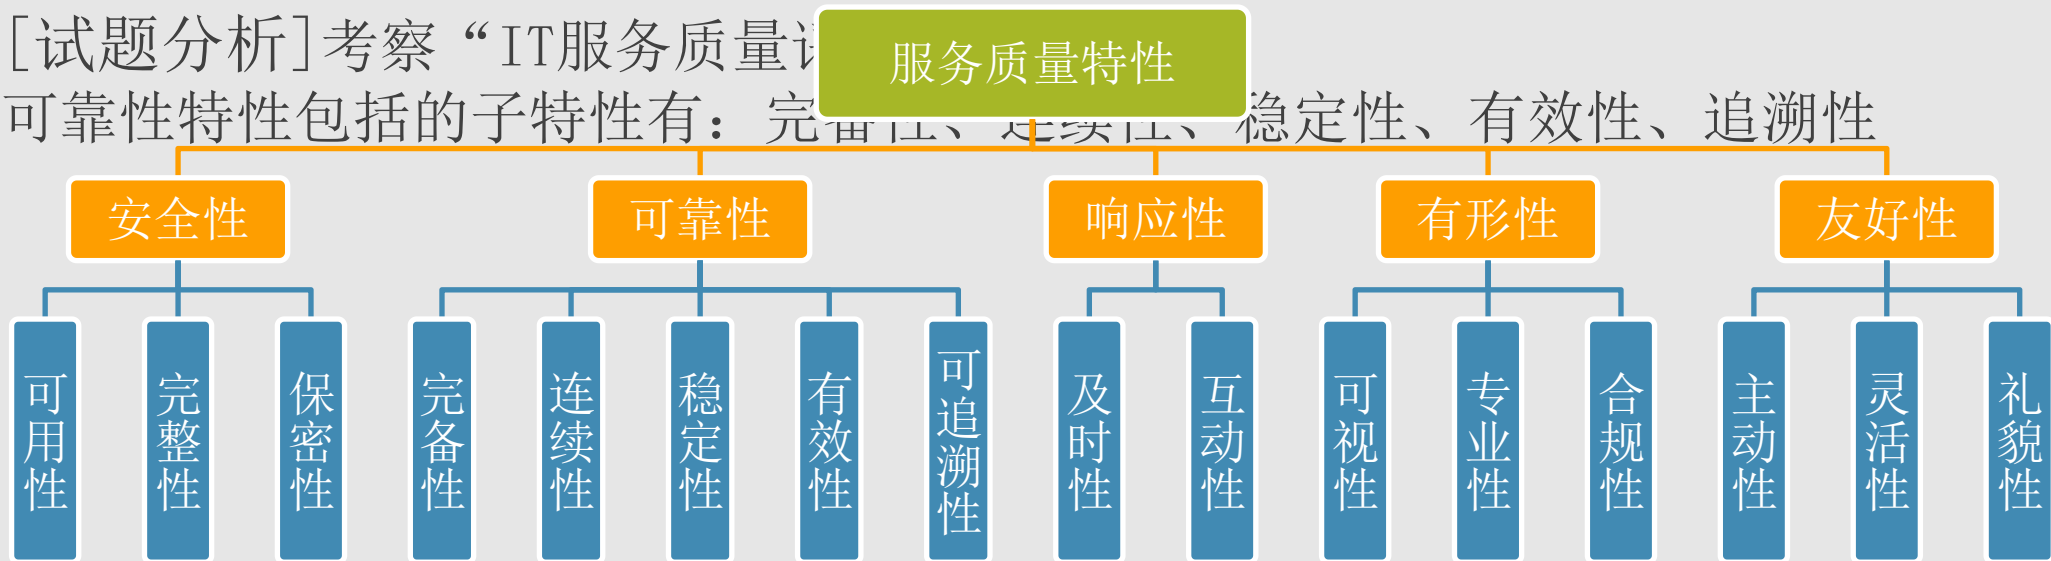 [试题分析]考察“IT服务质量
可靠性特性包括的子特性有：完备性、连续性、稳定性、有效性、追溯性
服务质量特性
安全性
可靠性
响应性
有形性
友好性
可用性
完整性
保密性
完备性
连续性
稳定性
有效性
可追溯性
及时性
互动性
可视性
专业性
合规性
主动性
灵活性
礼貌性